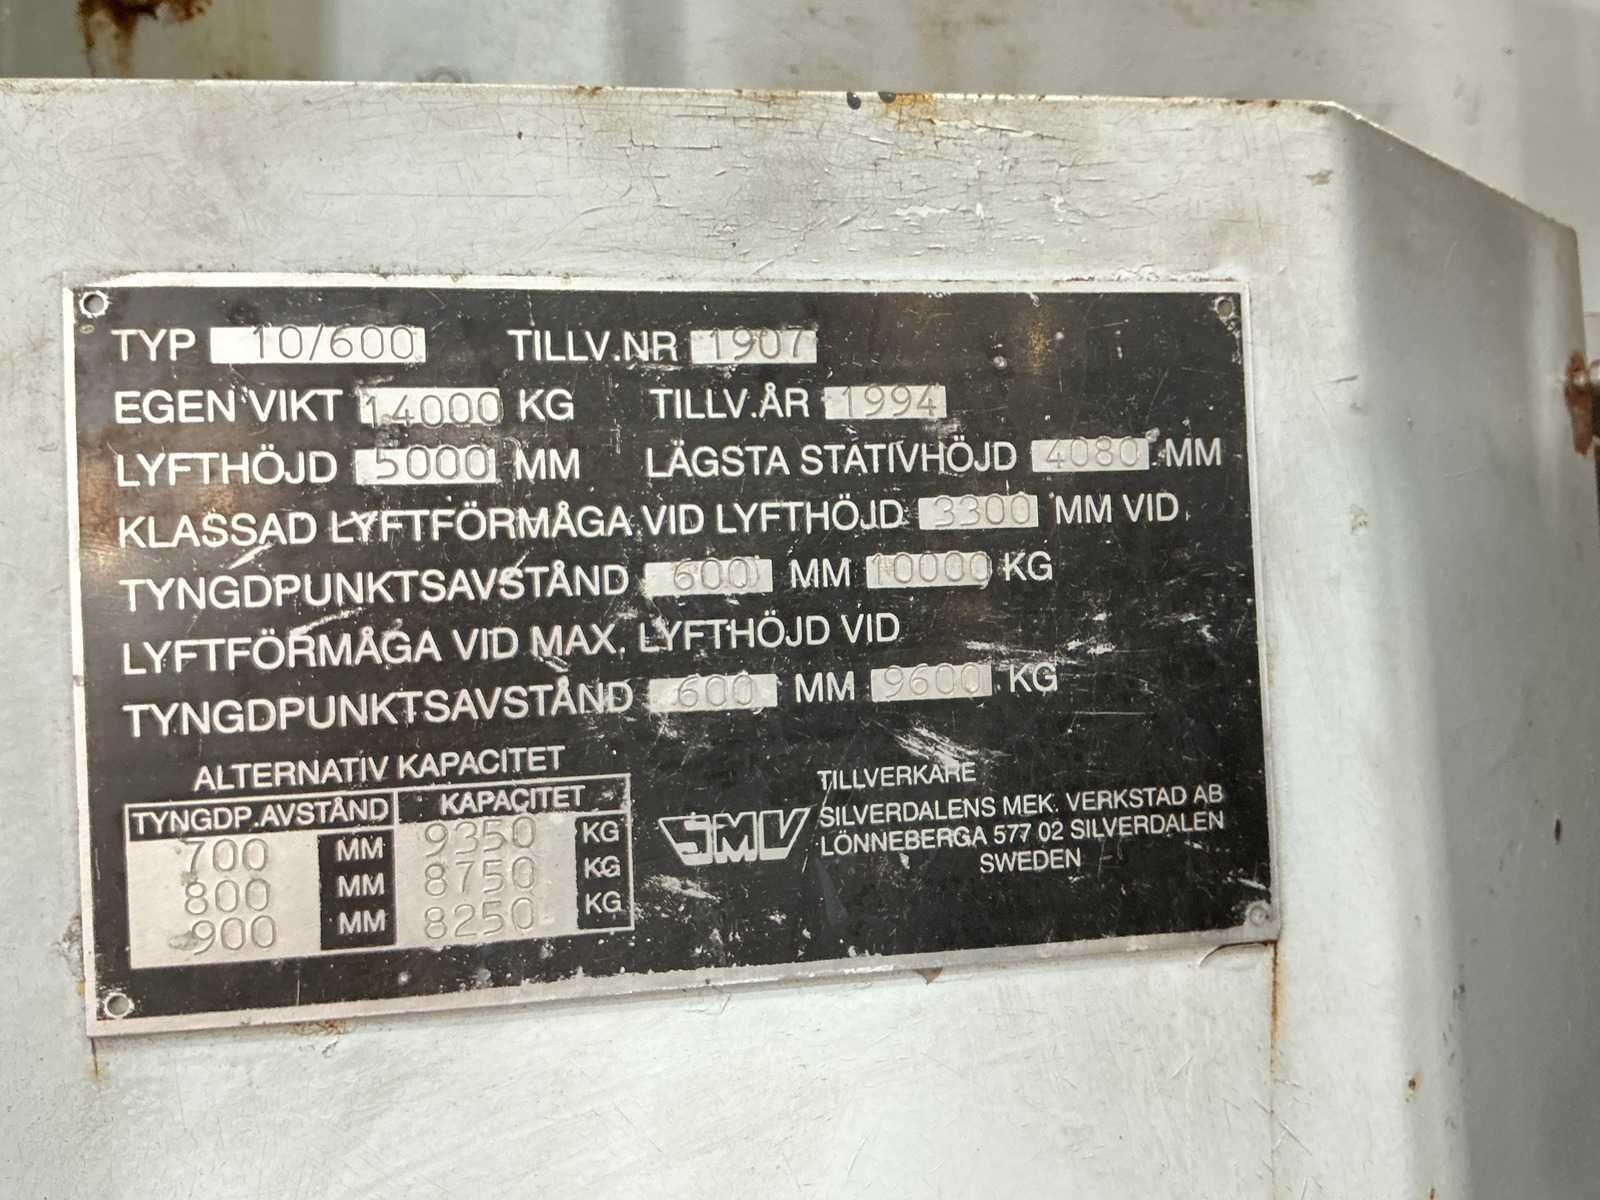 TYP 10/600 TILLV.NR 1907
EGEN VIKT 14000 KG TILLV.ÅR 1994
LYFTHÖJD 5000 MM LÄGSTA STATIVHÖJD 4080 MM
KLASSAD LYFTFÖRMÅGA VID LYFTHÖJD 3300 MM VID
TYNGDPUNKTSAVSTÅND 600 MM 10000 KG
LYFTFÖRMÅGA VID MAX. LYFTHÖJD VID
TYNGDPUNKTSAVSTÅND 600 MM 9600 KG
ALTERNATIV KAPACITET
TYNGDP.AVSTÅND KAPACITET
700 MM 9350 KG
800 MM 8750 KG
900 MM 8250 KG
SMV
TILLVERKARE
SILVERDALENS MEK. VERKSTAD AB
LÖNNEBERGA 577 02 SILVERDALEN
SWEDEN